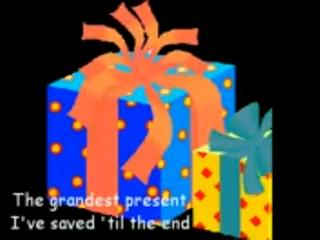 The grandest present,
I've saved 'til the end